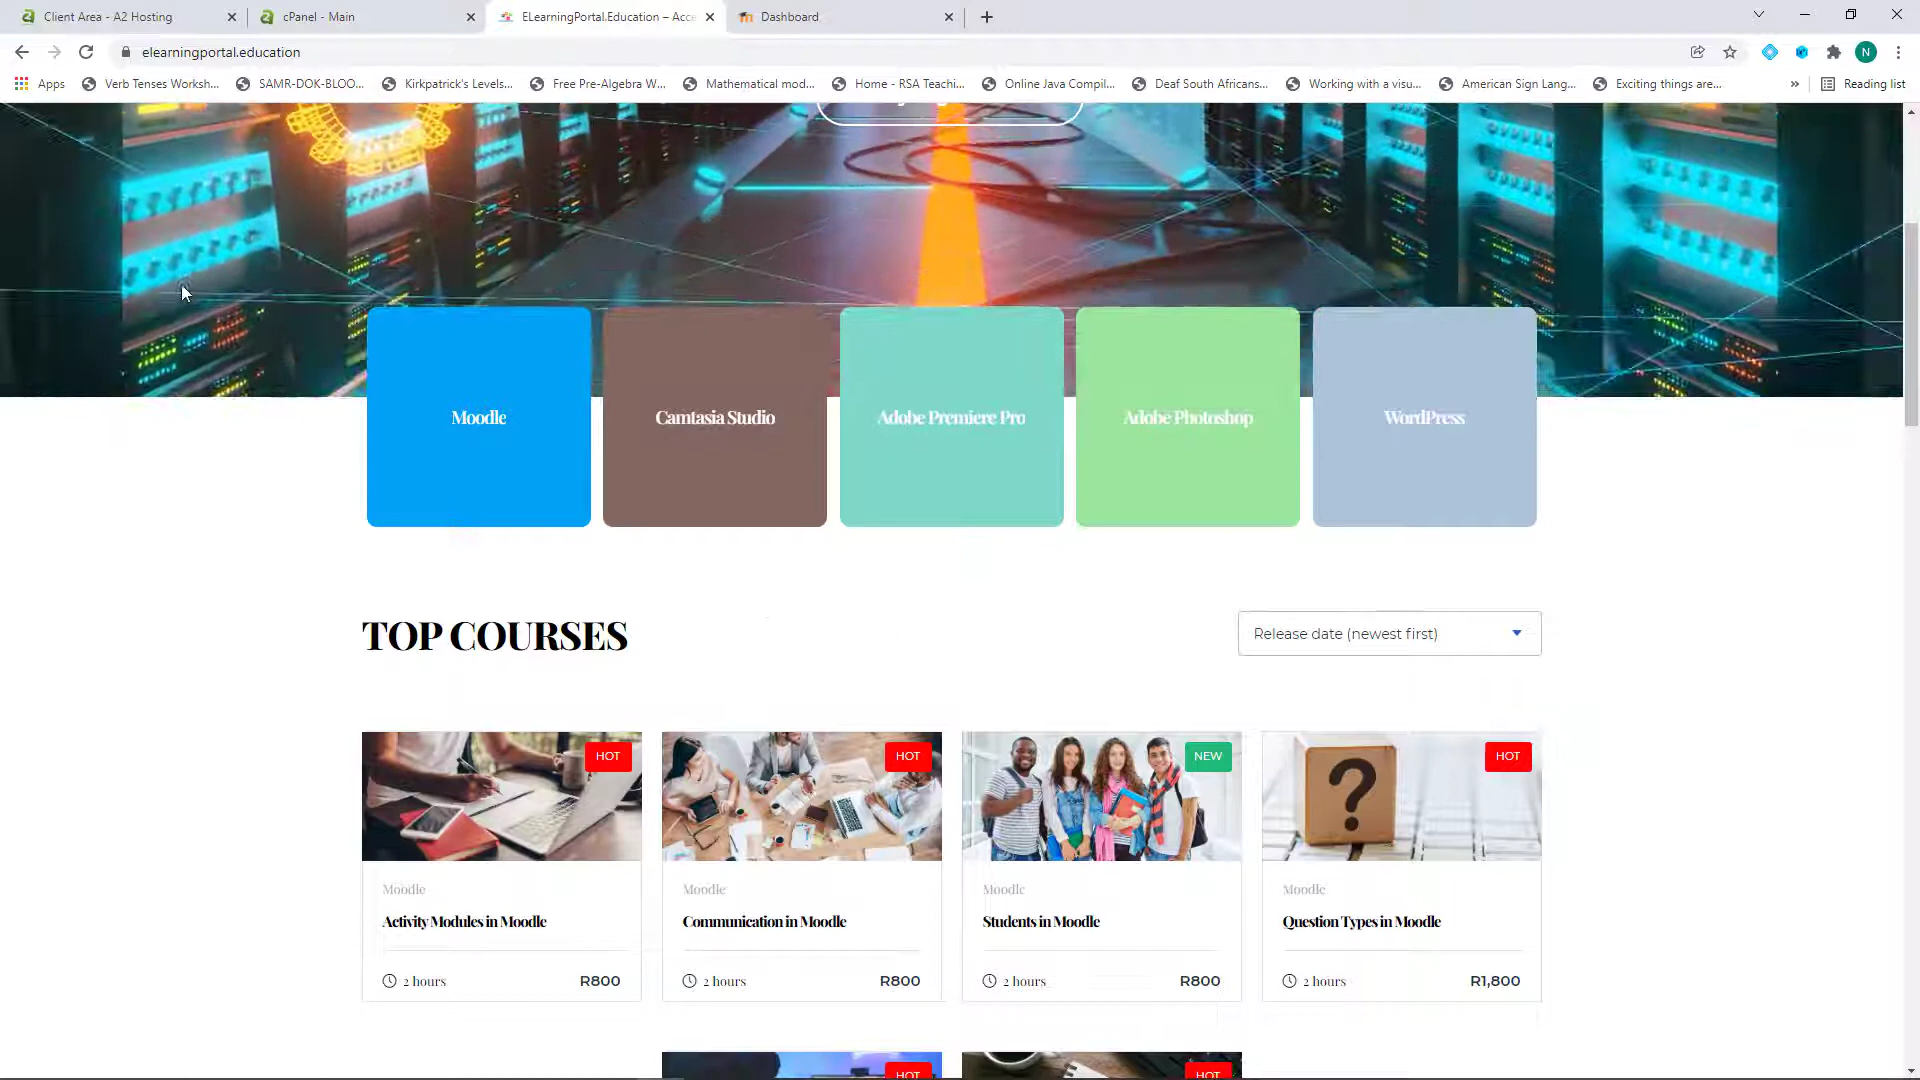 Client Area - A2 Hosting
cPanel - Main
ELearningPortal.Education – Acce
Dashboard
elearningportal.education
N
Apps
Verb Tenses Worksh...
SAMR-DOK-BLOO...
Kirkpatrick's Levels...
Free Pre-Algebra W...
Mathematical mod...
Home - RSA Teachi...
Online Java Compil...
Deaf South Africans...
Working with a visu...
American Sign Lang...
Exciting things are...
»
Reading list
Moodle
Camtasia Studio
Adobe Premiere Pro
Adobe Photoshop
WordPress
TOP COURSES
Release date (newest first)
HOT
HOT
NEW
HOT
Moodle
Moodle
Moodle
Moodle
Activity Modules in Moodle
Communication in Moodle
Students in Moodle
Question Types in Moodle
2 hours
R800
2 hours
R800
2 hours
R800
2 hours
R1,800
HOT
HOT